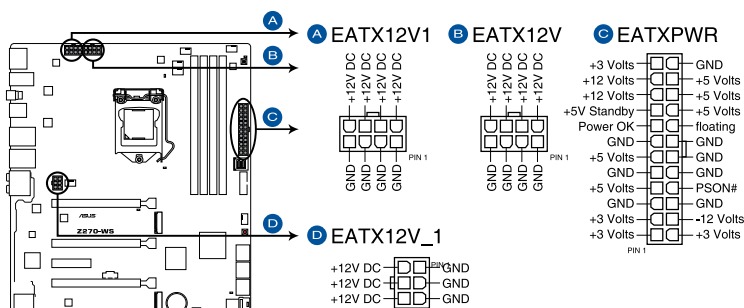 A
B
C
D
/SUS
Z270-WS
A EATX12V1
+12V DC
+12V DC
+12V DC
+12V DC
GND
GND
GND
GND
PIN 1
B EATX12V
+12V DC
+12V DC
+12V DC
+12V DC
GND
GND
GND
GND
PIN 1
C EATXPWR
+3 Volts GND
+12 Volts +5 Volts
+12 Volts +5 Volts
+5V Standby +5 Volts
Power OK floating
GND GND
+5 Volts GND
GND GND
+5 Volts PSON#
GND GND
+3 Volts -12 Volts
+3 Volts +3 Volts
PIN 1
D EATX12V_1
PIN 1
+12V DC GND
+12V DC GND
+12V DC GND